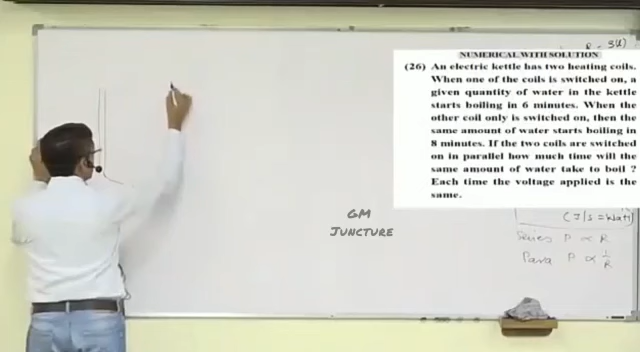 NUMERICAL WITH SOLUTION
(26) An electric kettle has two heating coils.
When one of the coils is switched on, a
given quantity of water in the kettle
starts boiling in 6 minutes. When the
other coil only is switched on, then the
same amount of water starts boiling in
8 minutes. If the two coils are switched
on in parallel how much time will the
same amount of water take to boil ?
Each time the voltage applied is the
same.
GM
JUNCTURE
(J/s = Watt)
Series P ∝ R
Para P ∝ 1/R